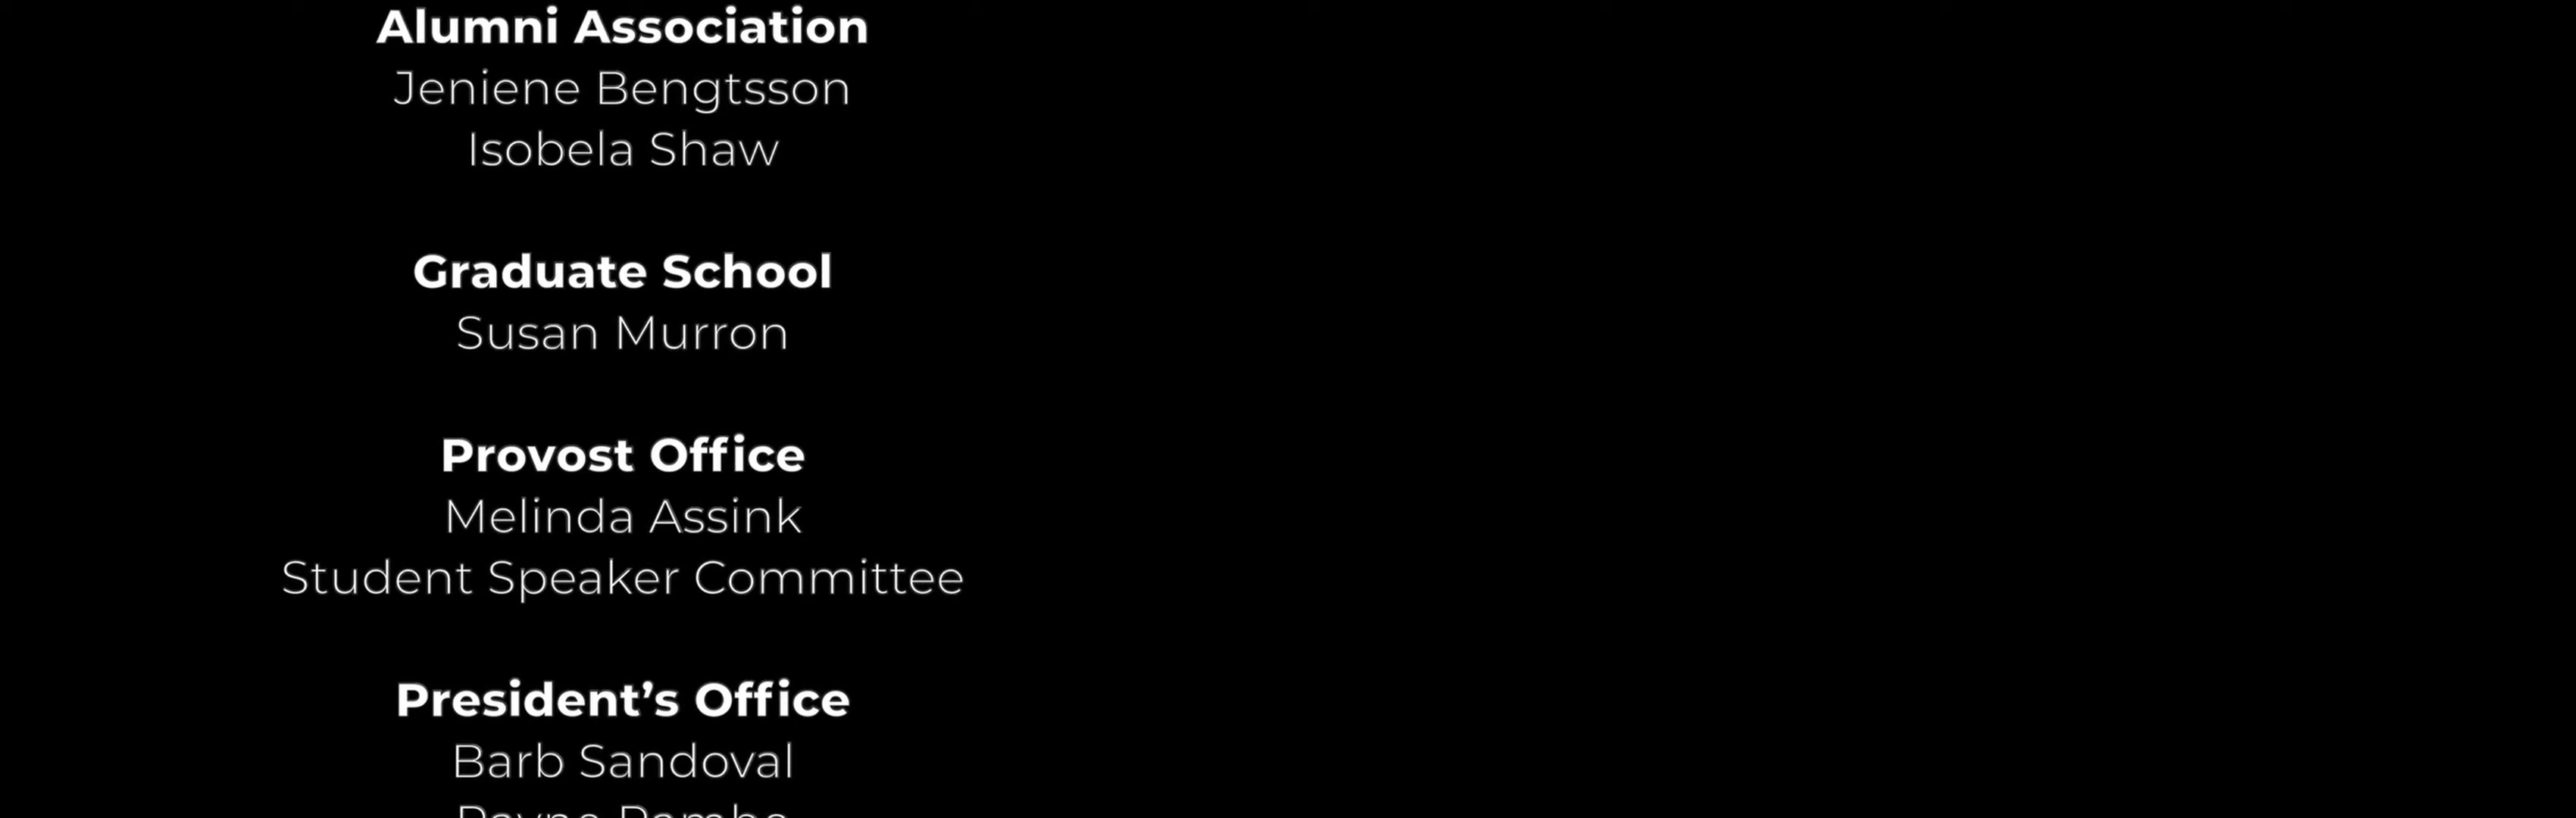 Alumni Association
Jeniene Bengtsson
Isobela Shaw
Graduate School
Susan Murron
Provost Office
Melinda Assink
Student Speaker Committee
President’s Office
Barb Sandoval